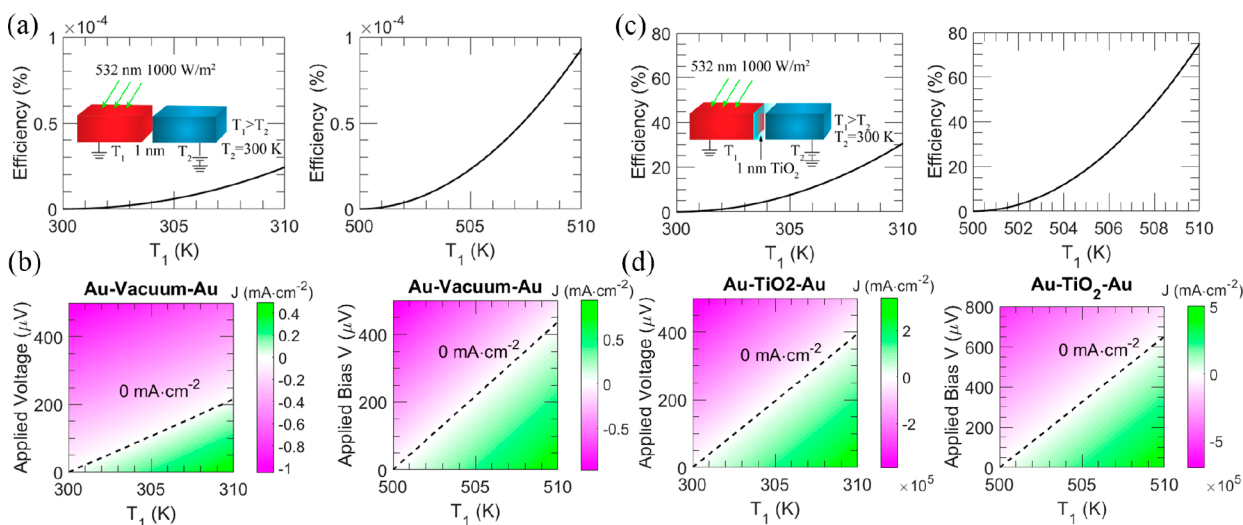 (a)
×10⁻⁴
Efficiency (%)
1
0.5
0
532 nm 1000 W/m²
T₁>T₂
T₁ 1 nm T₂ T₂=300 K
300 305 310
T₁ (K)
×10⁻⁴
Efficiency (%)
1
0.5
0
500 505 510
T₁ (K)
(c)
Efficiency (%)
80
60
40
20
0
532 nm 1000 W/m²
T₁>T₂
T₂=300 K
T₁ T₂
1 nm TiO₂
300 305 310
T₁ (K)
Efficiency (%)
80
60
40
20
0
500 502 504 506 508 510
T₁ (K)
(b)
Au-Vacuum-Au
J (mA·cm⁻²)
Applied Voltage (μV)
400
200
0
0 mA·cm⁻²
300 305 310
T₁ (K)
0.4
0.2
0
-0.2
-0.4
-0.6
-0.8
-1
Au-Vacuum-Au
J (mA·cm⁻²)
Applied Bias V (μV)
400
200
0
0 mA·cm⁻²
500 505 510
T₁ (K)
0.5
0
-0.5
(d)
Au-TiO2-Au
J (mA·cm⁻²)
Applied Voltage (μV)
400
200
0
0 mA·cm⁻²
300 305 310
T₁ (K)
2
0
-2
×10⁵
Au-TiO₂-Au
J (mA·cm⁻²)
Applied Bias V (μV)
800
600
400
200
0
0 mA·cm⁻²
500 505 510
T₁ (K)
5
0
-5
×10⁵